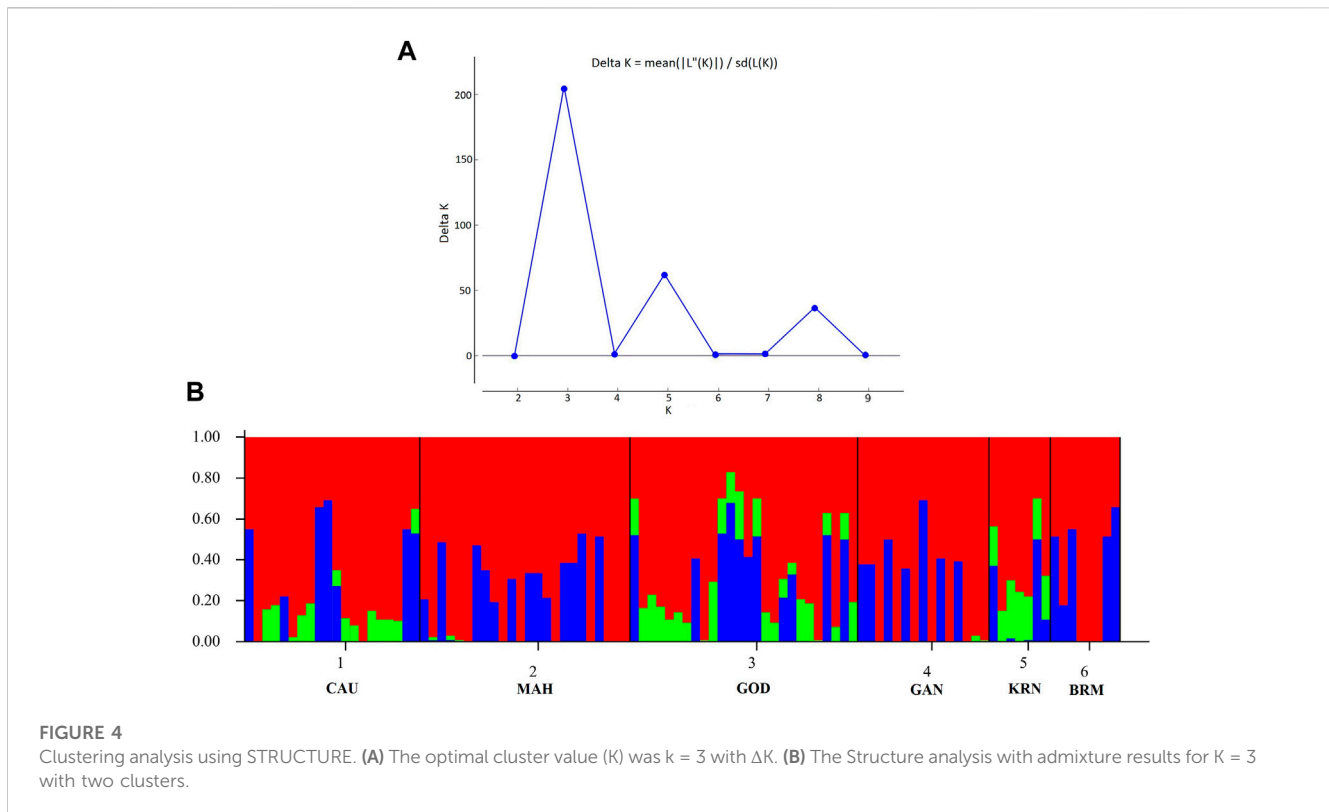 A
Delta K = mean(|L"(K)|) / sd(L(K))
200
150
100
50
0
Delta K
2 3 4 5 6 7 8 9
K
B
1.00
0.80
0.60
0.40
0.20
0.00
1 2 3 4 5 6
CAU MAH GOD GAN KRN BRM
FIGURE 4
Clustering analysis using STRUCTURE. (A) The optimal cluster value (K) was k = 3 with ΔK. (B) The Structure analysis with admixture results for K = 3
with two clusters.